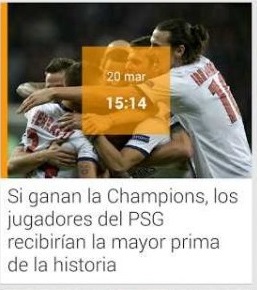 20 mar
15:14
Si ganan la Champions, los
jugadores del PSG
recibirían la mayor prima
de la historia